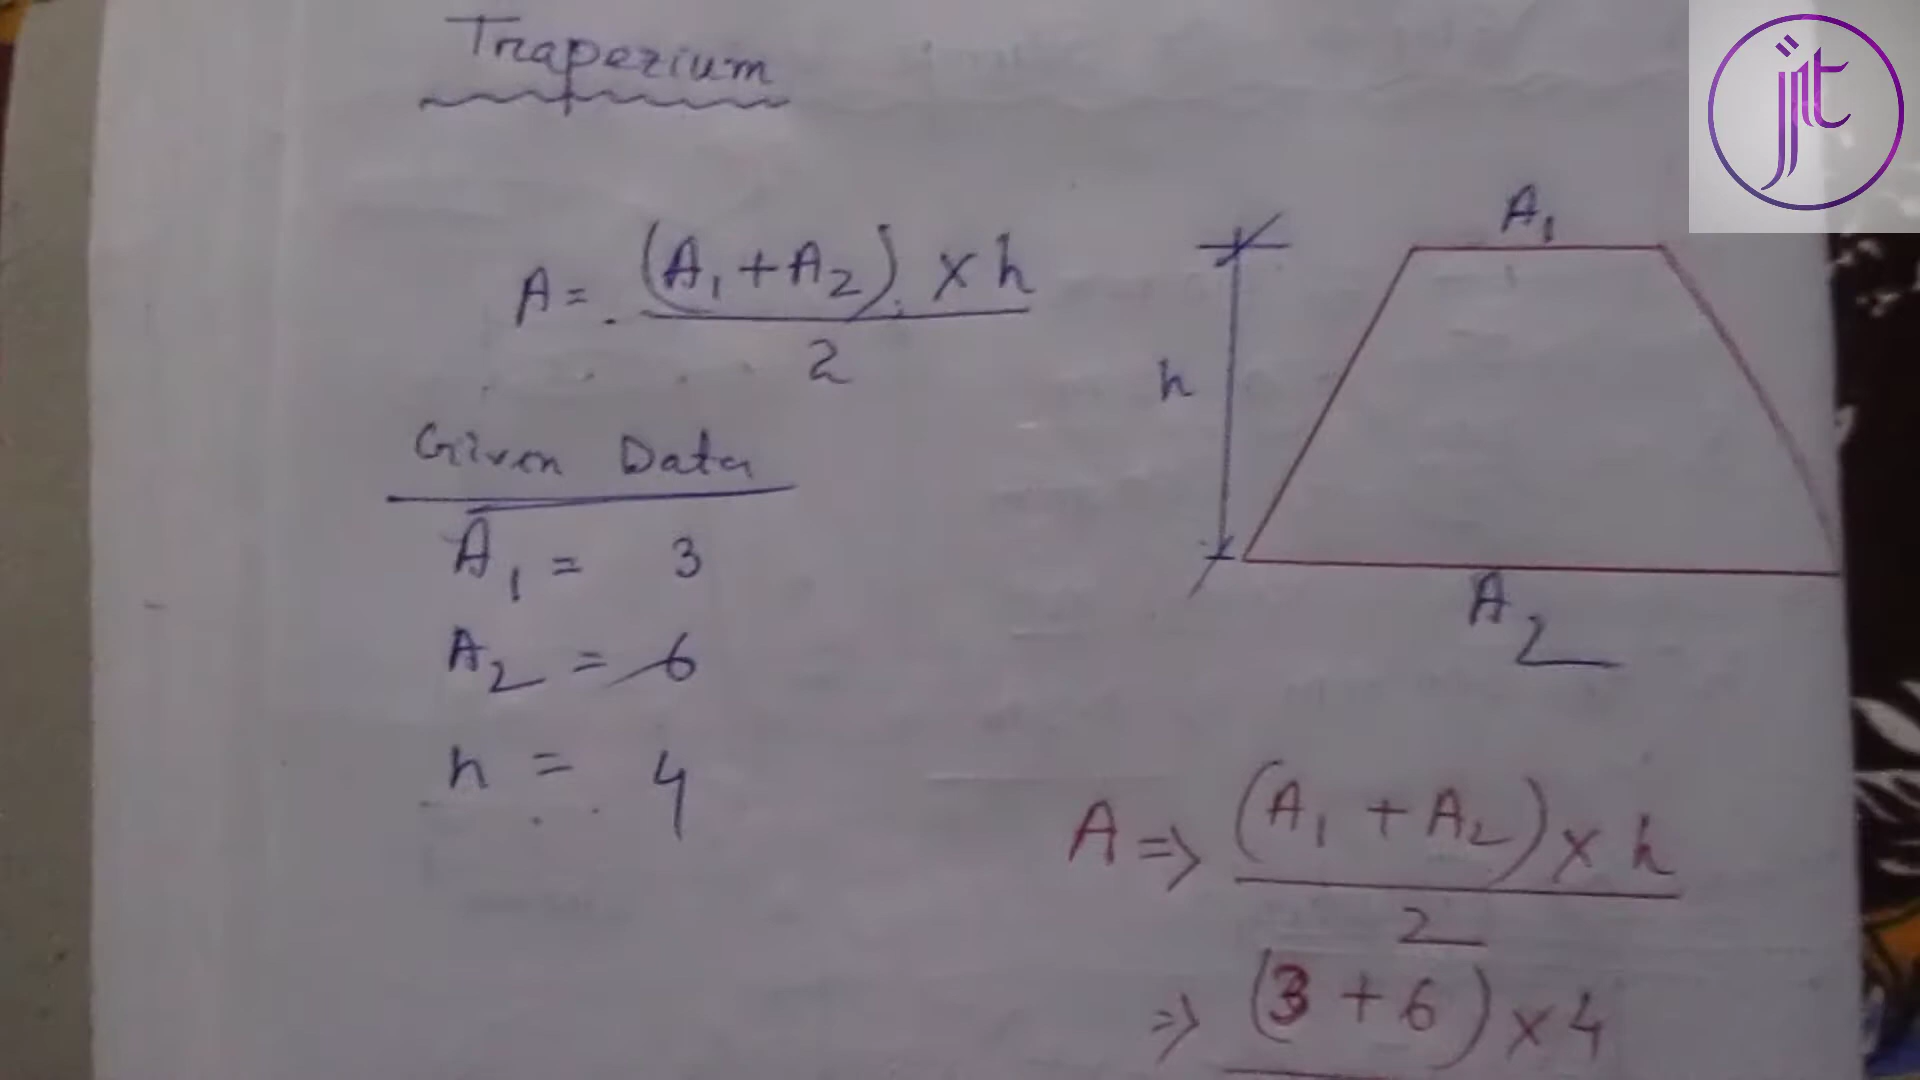 Trapezium
A = (A1 + A2) × h
2
Given Data
A1 = 3
A2 = 6
h = 4
A1
h
A2
A => (A1 + A2) × h
2
=> (3 + 6) × 4
jjt